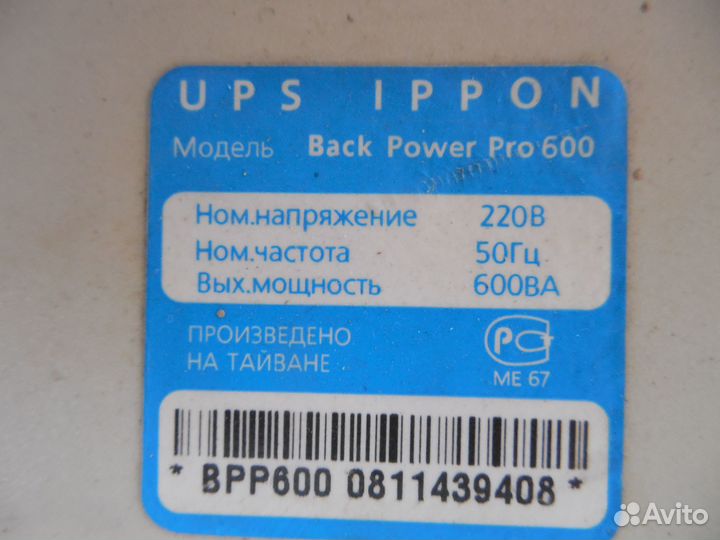 UPS IPPON
Модель Back Power Pro 600
Ном.напряжение 220В
Ном.частота 50Гц
Вых.мощность 600ВА
ПРОИЗВЕДЕНО
НА ТАЙВАНЕ
РС
МЕ 67
* BPP600 0811439408 *
Avito